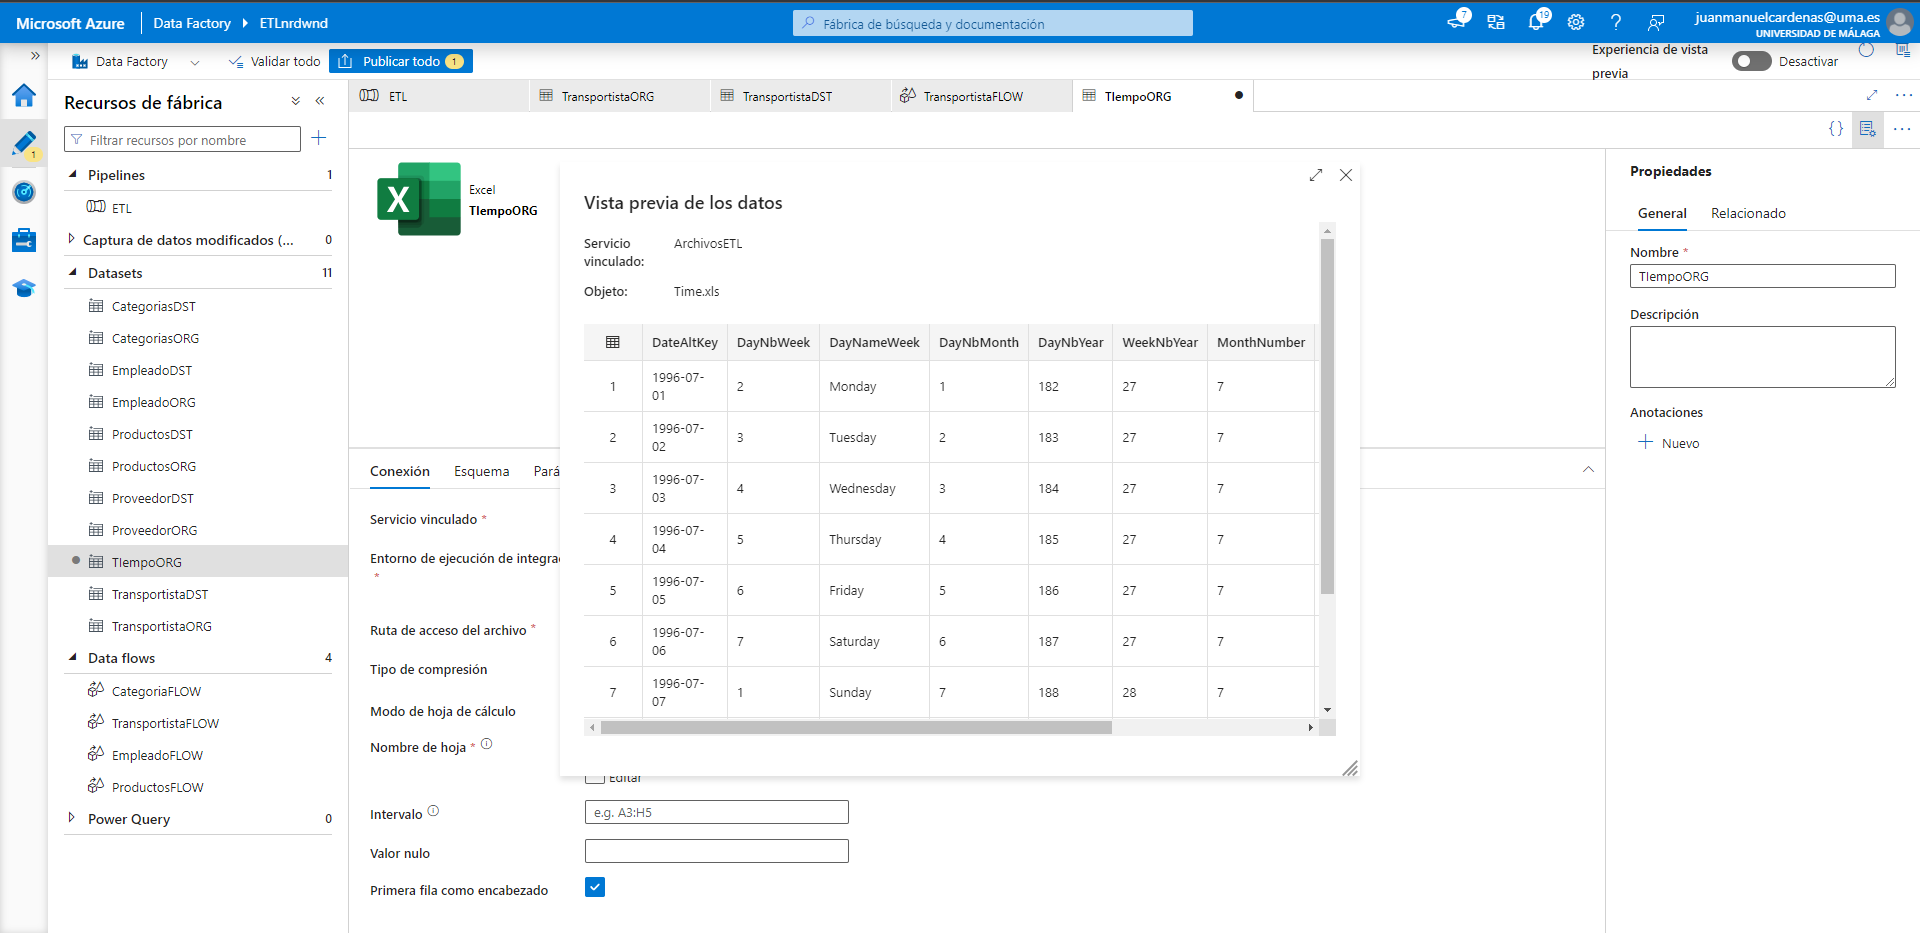 Microsoft Azure
Data Factory
ETLnrdwnd
Fábrica de búsqueda y documentación
7
19
juanmanuelcardenas@uma.es
UNIVERSIDAD DE MÁLAGA
Data Factory
Validar todo
Publicar todo
1
Experiencia de vista
previa
Desactivar
1
Recursos de fábrica
Filtrar recursos por nombre
Pipelines 1
ETL
Captura de datos modificados (... 0
Datasets 11
CategoriasDST
CategoriasORG
EmpleadoDST
EmpleadoORG
ProductosDST
ProductosORG
ProveedorDST
ProveedorORG
TIempoORG
TransportistaDST
TransportistaORG
Data flows 4
CategoriaFLOW
TransportistaFLOW
EmpleadoFLOW
ProductosFLOW
Power Query 0
ETL
TransportistaORG
TransportistaDST
TransportistaFLOW
TIempoORG
X
Excel
TIempoORG
Conexión
Esquema
Pará
Servicio vinculado *
Entorno de ejecución de integra
*
Ruta de acceso del archivo *
Tipo de compresión
Modo de hoja de cálculo
Nombre de hoja *
Editar
Intervalo
e.g. A3:H5
Valor nulo
Primera fila como encabezado
Vista previa de los datos
Servicio
vinculado:
ArchivosETL
Objeto:
Time.xls
DateAltKey DayNbWeek DayNameWeek DayNbMonth DayNbYear WeekNbYear MonthNumber
1 1996-07-01 2 Monday 1 182 27 7
2 1996-07-02 3 Tuesday 2 183 27 7
3 1996-07-03 4 Wednesday 3 184 27 7
4 1996-07-04 5 Thursday 4 185 27 7
5 1996-07-05 6 Friday 5 186 27 7
6 1996-07-06 7 Saturday 6 187 27 7
7 1996-07-07 1 Sunday 7 188 28 7
Propiedades
General
Relacionado
Nombre *
TIempoORG
Descripción
Anotaciones
Nuevo